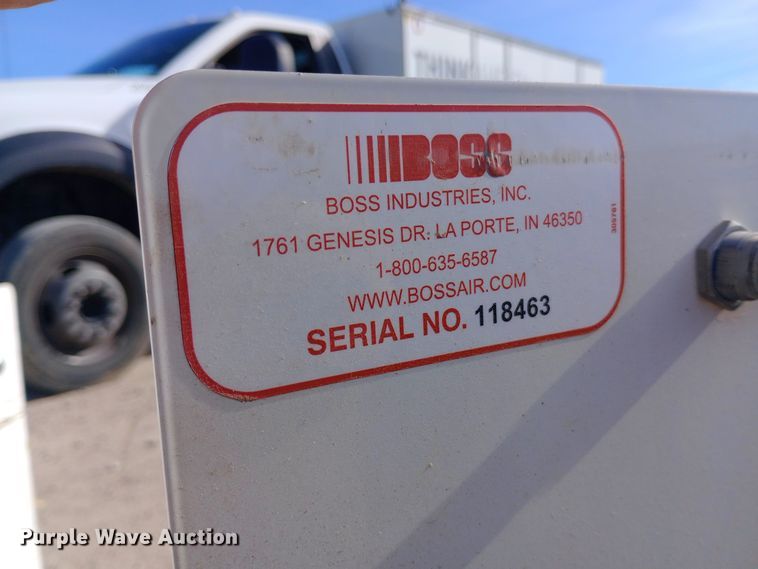 BOSS
BOSS INDUSTRIES, INC.
1761 GENESIS DR. LA PORTE, IN 46350
1-800-635-6587
WWW.BOSSAIR.COM
SERIAL NO. 118463
305761
Purple Wave Auction